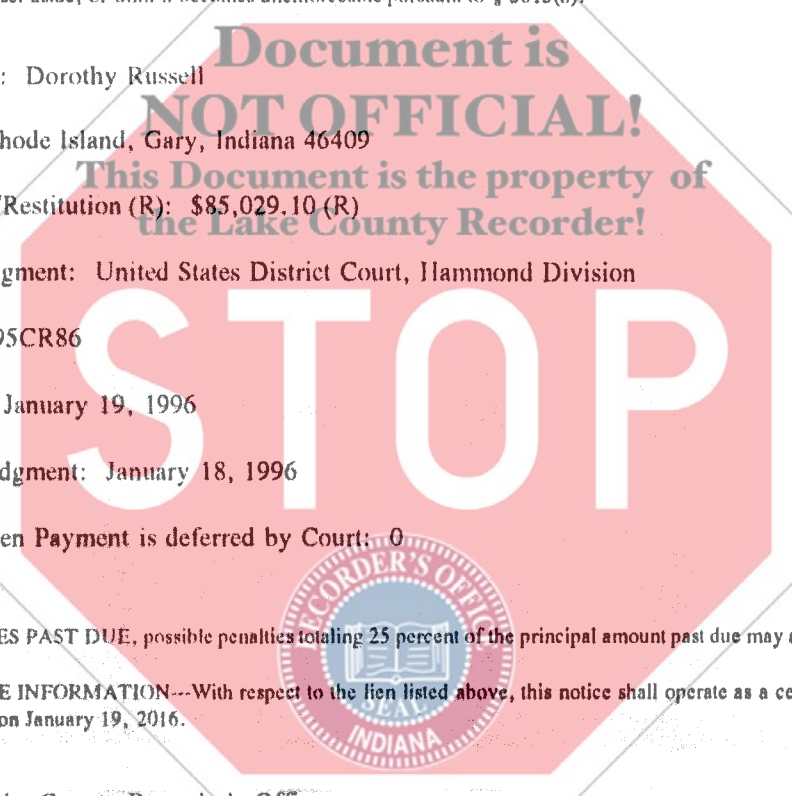 Document is
: Dorothy Russell
NOT OFFICIAL!
hode Island, Gary, Indiana 46409
This Document is the property of
/Restitution (R): $85,029.10 (R)
the Lake County Recorder!
gment: United States District Court, Hammond Division
STOP
95CR86
January 19, 1996
dgment: January 18, 1996
en Payment is deferred by Court: 0
RECORDER'S OFFICE
ES PAST DUE, possible penalties totaling 25 percent of the principal amount past due may a
SEAL
E INFORMATION---With respect to the lien listed above, this notice shall operate as a ce
on January 19, 2016.
INDIANA